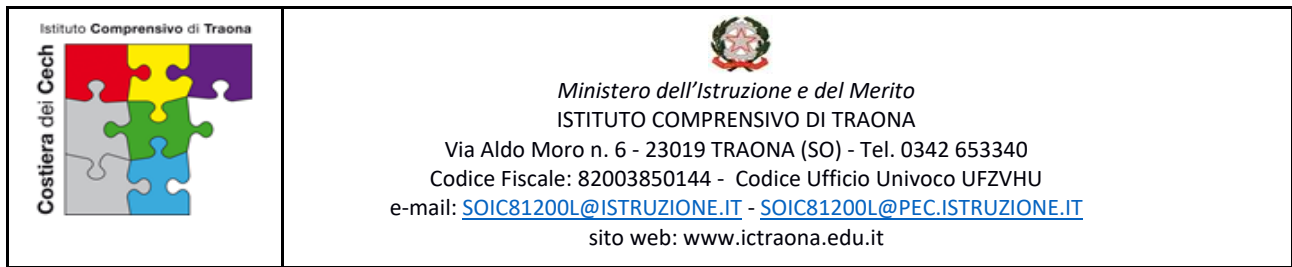 Istituto Comprensivo di Traona
Costiera dei Cech
Ministero dell'Istruzione e del Merito
ISTITUTO COMPRENSIVO DI TRAONA
Via Aldo Moro n. 6 - 23019 TRAONA (SO) - Tel. 0342 653340
Codice Fiscale: 82003850144 - Codice Ufficio Univoco UFZVHU
e-mail: SOIC81200L@ISTRUZIONE.IT - SOIC81200L@PEC.ISTRUZIONE.IT
sito web: www.ictraona.edu.it